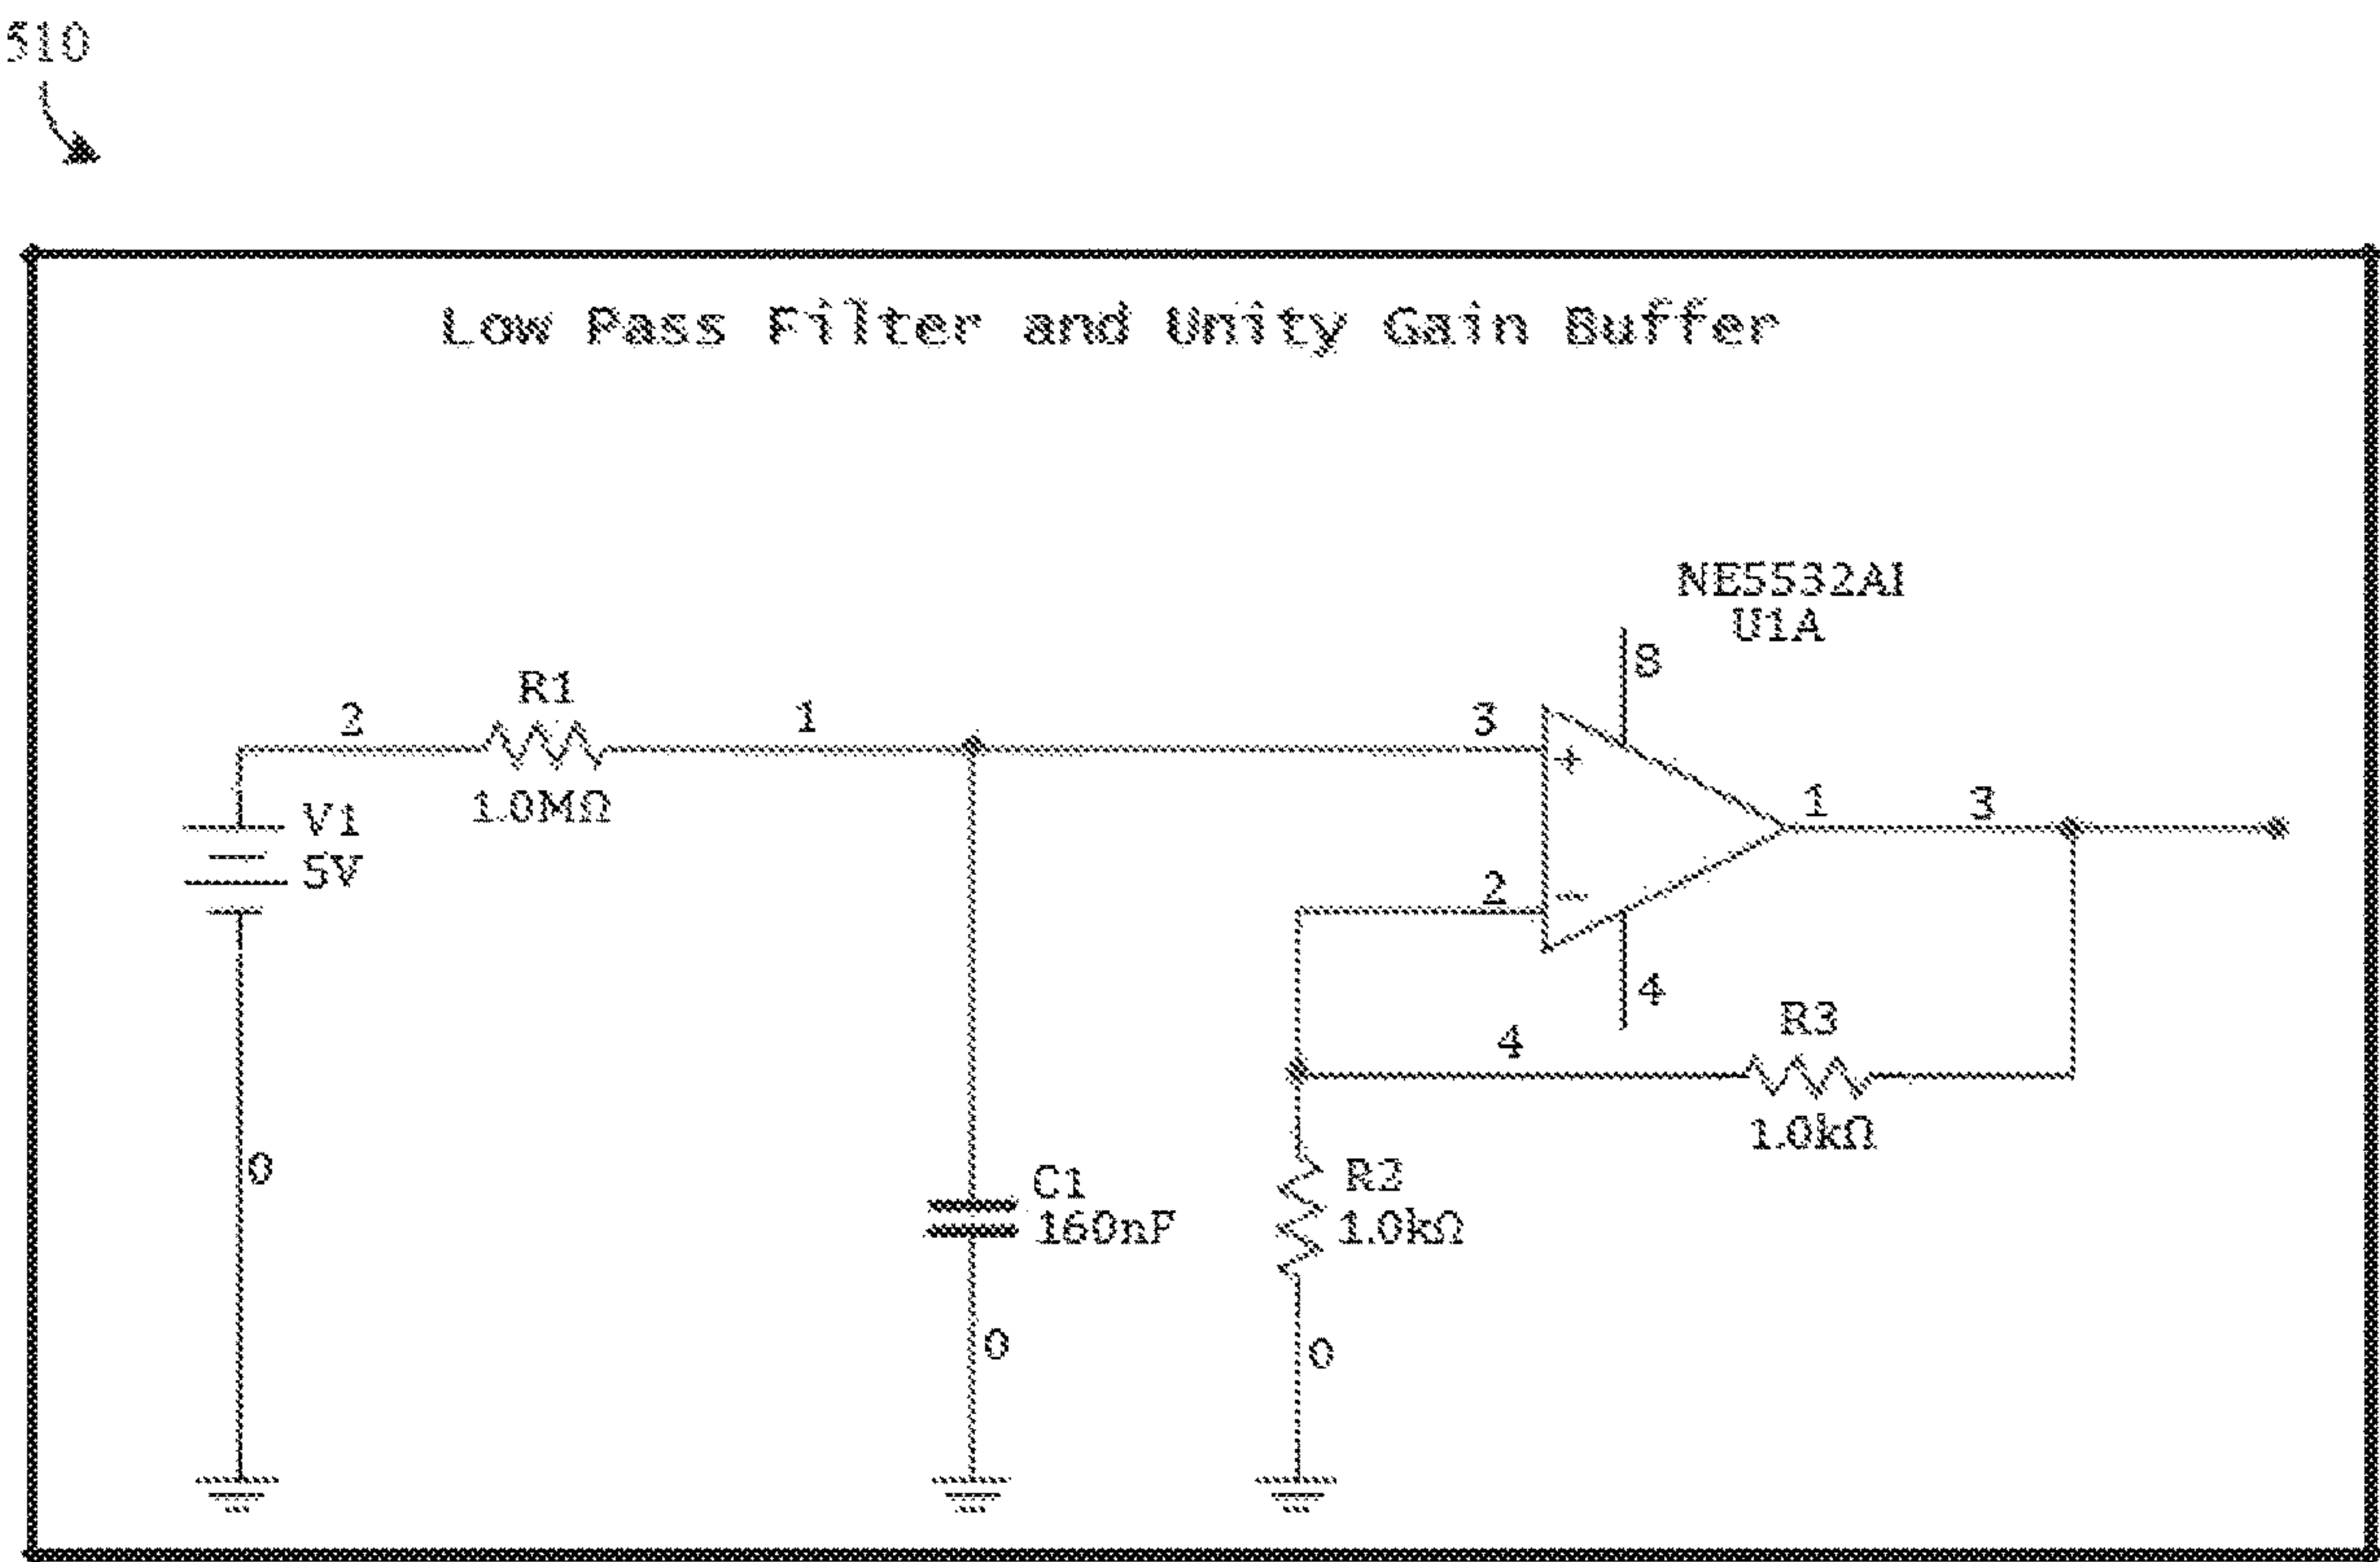 510
Low Pass Filter and Unity Gain Buffer
NE5532AI
U1A
8
R1
2
1
3
1.0MΩ
V1
5V
1
3
2
4
R3
4
1.0kΩ
0
C1
160nF
R2
1.0kΩ
0
0